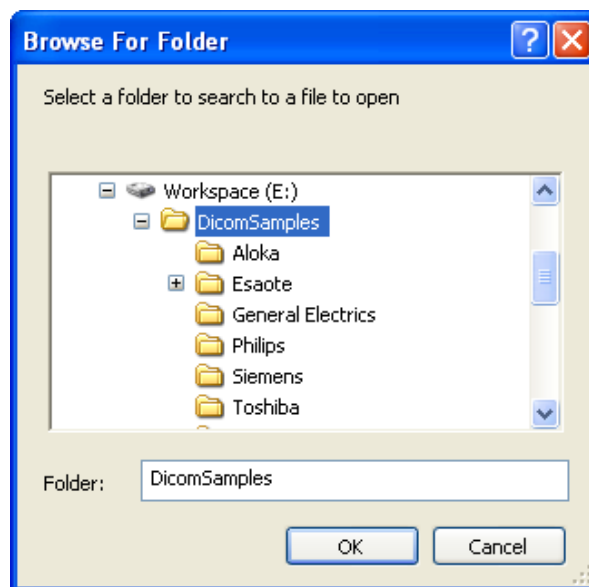 Browse For Folder
Select a folder to search to a file to open
Workspace (E:)
DicomSamples
Aloka
Esaote
General Electrics
Philips
Siemens
Toshiba
Folder: DicomSamples
OK Cancel